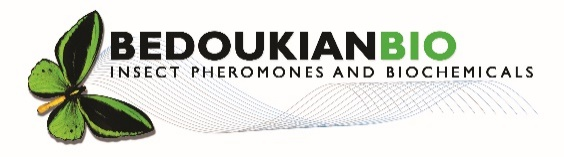 BEDOUKIANBIO
INSECT PHEROMONES AND BIOCHEMICALS